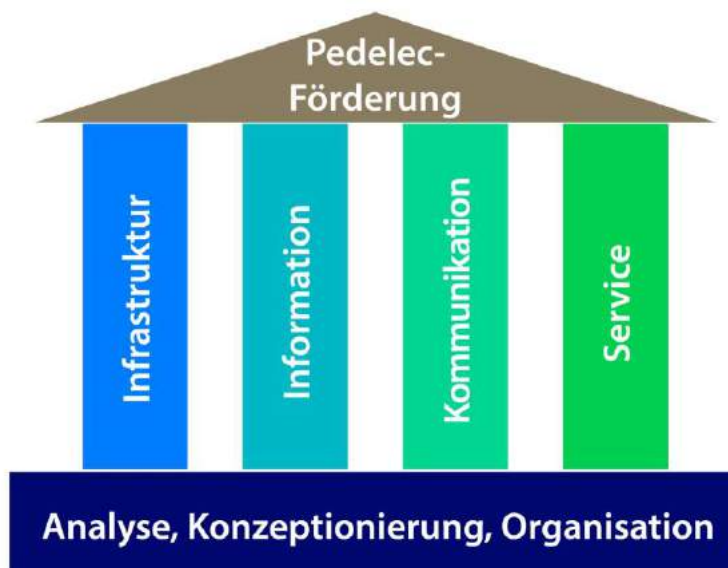 Pedelec-
Förderung
Infrastruktur
Information
Kommunikation
Service
Analyse, Konzeptionierung, Organisation